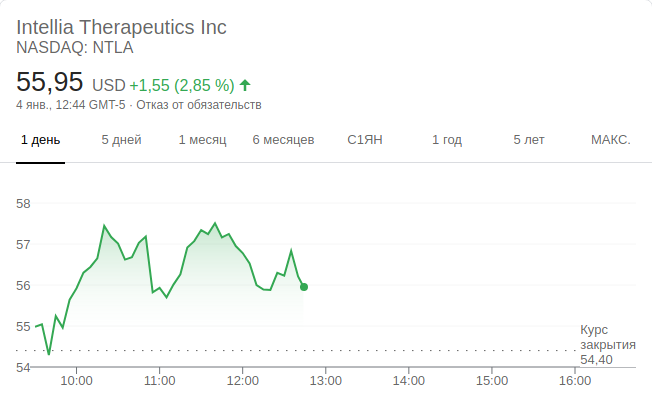 Intellia Therapeutics Inc
NASDAQ: NTLA
55,95 USD +1,55 (2,85 %)
4 янв., 12:44 GMT-5 · Отказ от обязательств
1 день 5 дней 1 месяц 6 месяцев С1ЯН 1 год 5 лет МАКС.
58
57
56
55
54
Курс
закрытия
54,40
10:00 11:00 12:00 13:00 14:00 15:00 16:00